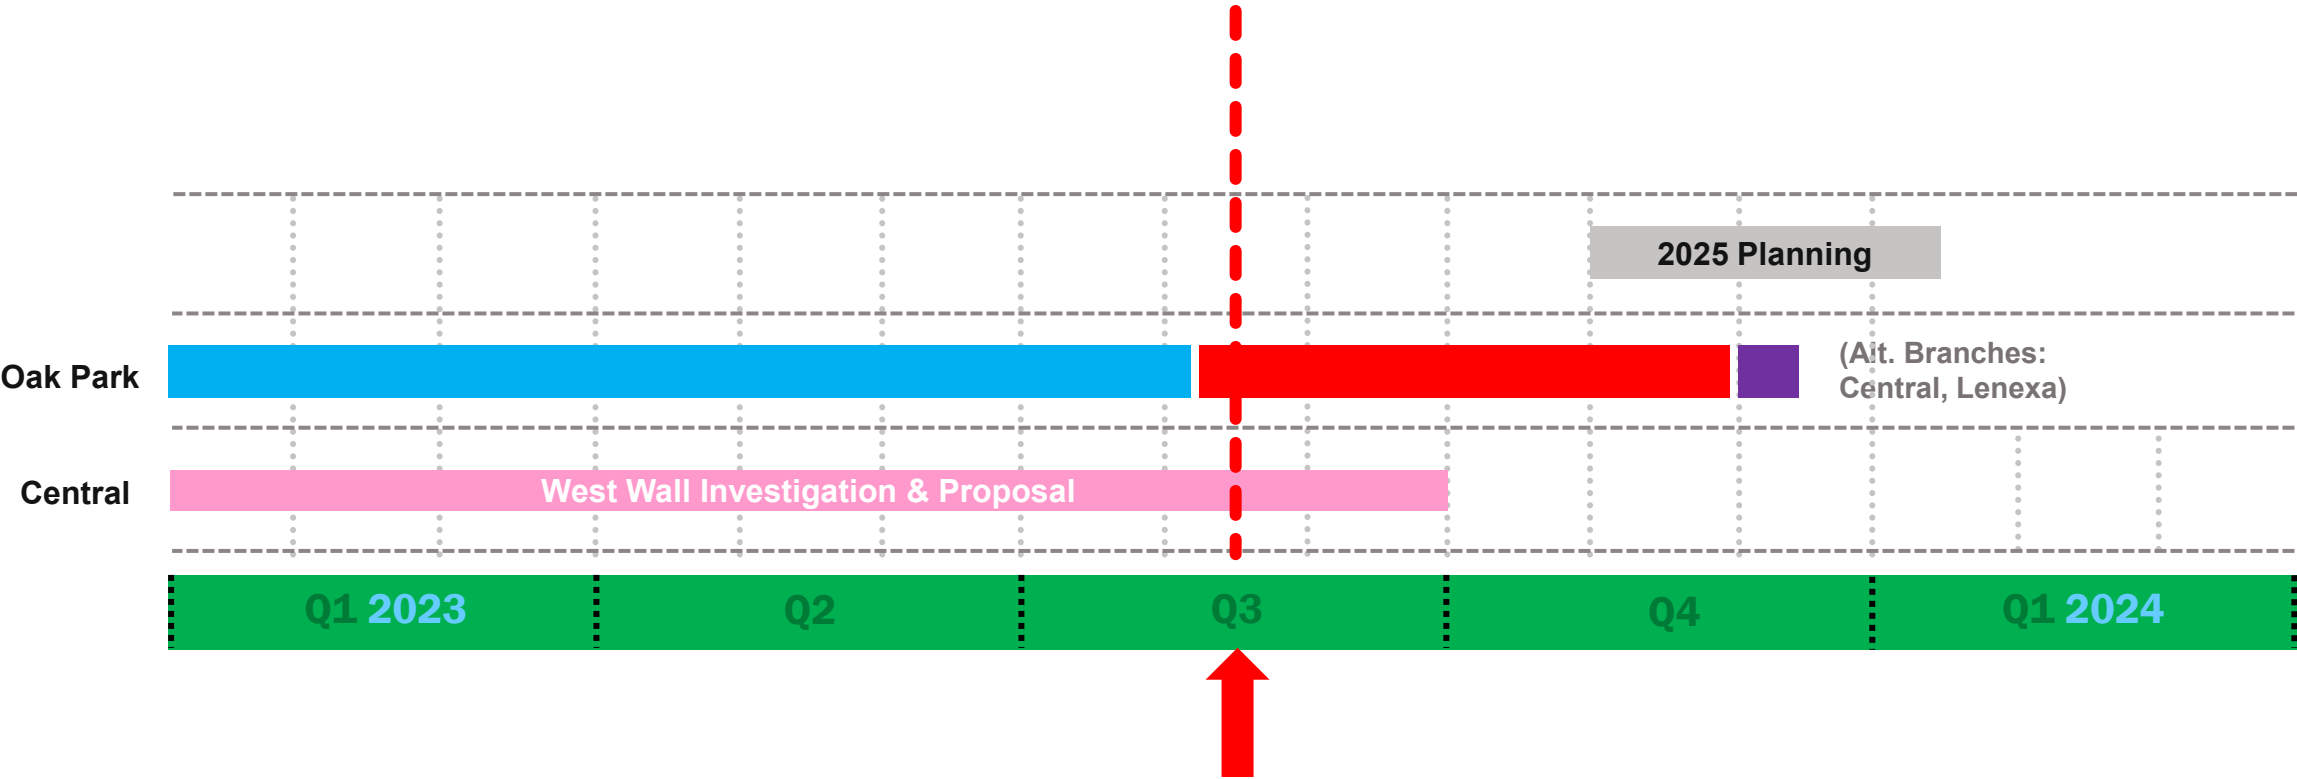 2025 Planning
Oak Park
(Alt. Branches:
Central, Lenexa)
Central
West Wall Investigation & Proposal
Q1 2023
Q2
Q3
Q4
Q1 2024